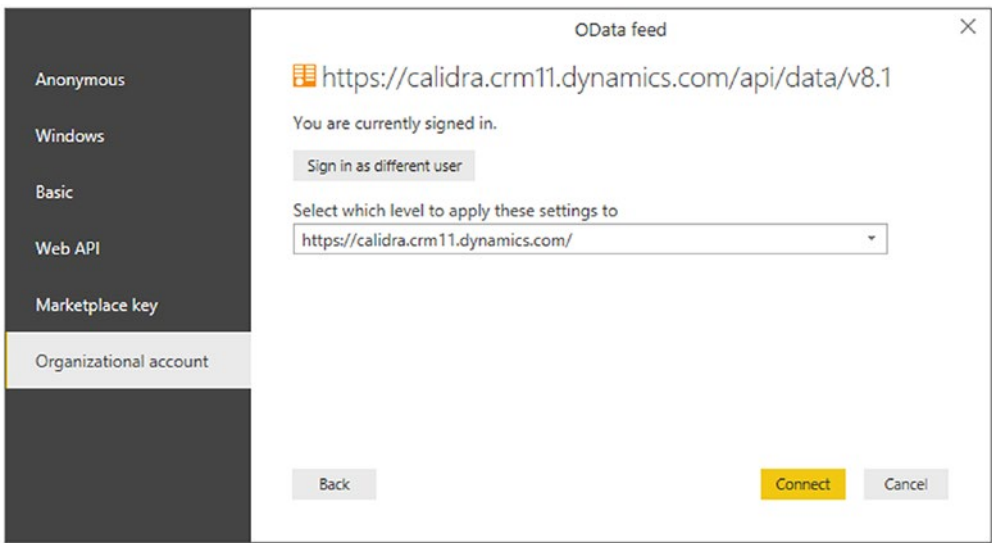 OData feed
Anonymous
Windows
Basic
Web API
Marketplace key
Organizational account
https://calidra.crm11.dynamics.com/api/data/v8.1
You are currently signed in.
Sign in as different user
Select which level to apply these settings to
https://calidra.crm11.dynamics.com/
Back
Connect
Cancel